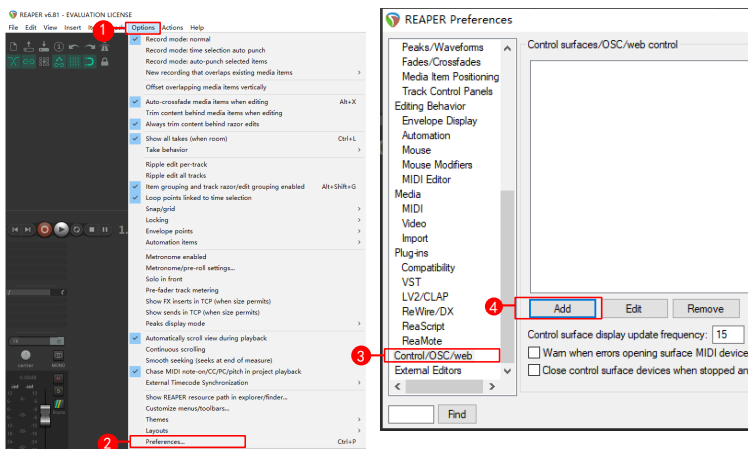 REAPER v6.81 - EVALUATION LICENSE
File Edit View Insert Options Actions Help
1
Record mode: normal
Record mode: time selection auto punch
Record mode: auto-punch selected items
New recording that overlaps existing media items >
Offset overlapping media items vertically
Auto-crossfade media items when editing Alt+X
Trim content behind media items when editing
Always trim content behind razor edits
Show all takes (when room) Ctrl+L
Take behavior >
Ripple edit per-track
Ripple edit all tracks
Item grouping and track razor/edit grouping enabled Alt+Shift+G
Loop points linked to time selection
Snap/grid >
Locking >
Envelope points >
Automation items >
Metronome enabled
Metronome/pre-roll settings...
Solo in front
Pre-fader track metering
Show FX inserts in TCP (when size permits)
Show sends in TCP (when size permits)
Peaks display mode >
Automatically scroll view during playback
Continuous scrolling
Smooth seeking (seeks at end of measure)
Chase MIDI note-on/CC/PC/pitch in project playback
External Timecode Synchronization >
Show REAPER resource path in explorer/finder...
Customize menus/toolbars...
Themes >
Layouts >
2
Preferences... Ctrl+P
1.
center
MONO
REAPER Preferences
Peaks/Waveforms
Fades/Crossfades
Media Item Positioning
Track Control Panels
Editing Behavior
Envelope Display
Automation
Mouse
Mouse Modifiers
MIDI Editor
Media
MIDI
Video
Import
Plug-ins
Compatibility
VST
LV2/CLAP
ReWire/DX
ReaScript
ReaMote
3
Control/OSC/web
External Editors
Find
Control surfaces/OSC/web control
4
Add Edit Remove
Control surface display update frequency: 15
Warn when errors opening surface MIDI device
Close control surface devices when stopped an